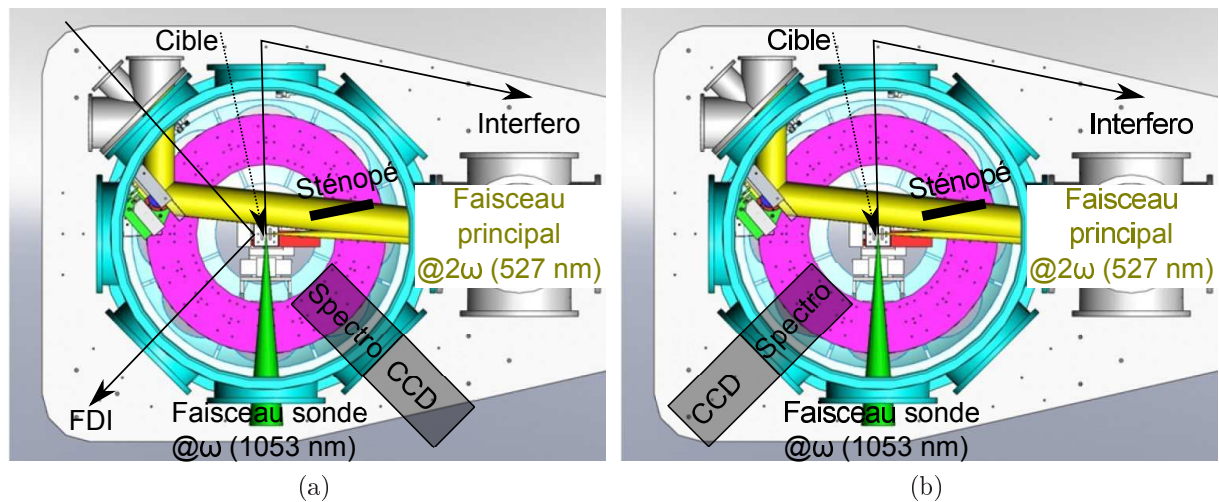 Cible
Interfero
Sténopé
Faisceau
principal
@2ω (527 nm)
Spectro
CCD
FDI
Faisceau sonde
@ω (1053 nm)
(a)
Cible
Interfero
Sténopé
Faisceau
principal
@2ω (527 nm)
Spectro
CCD
Faisceau sonde
@ω (1053 nm)
(b)